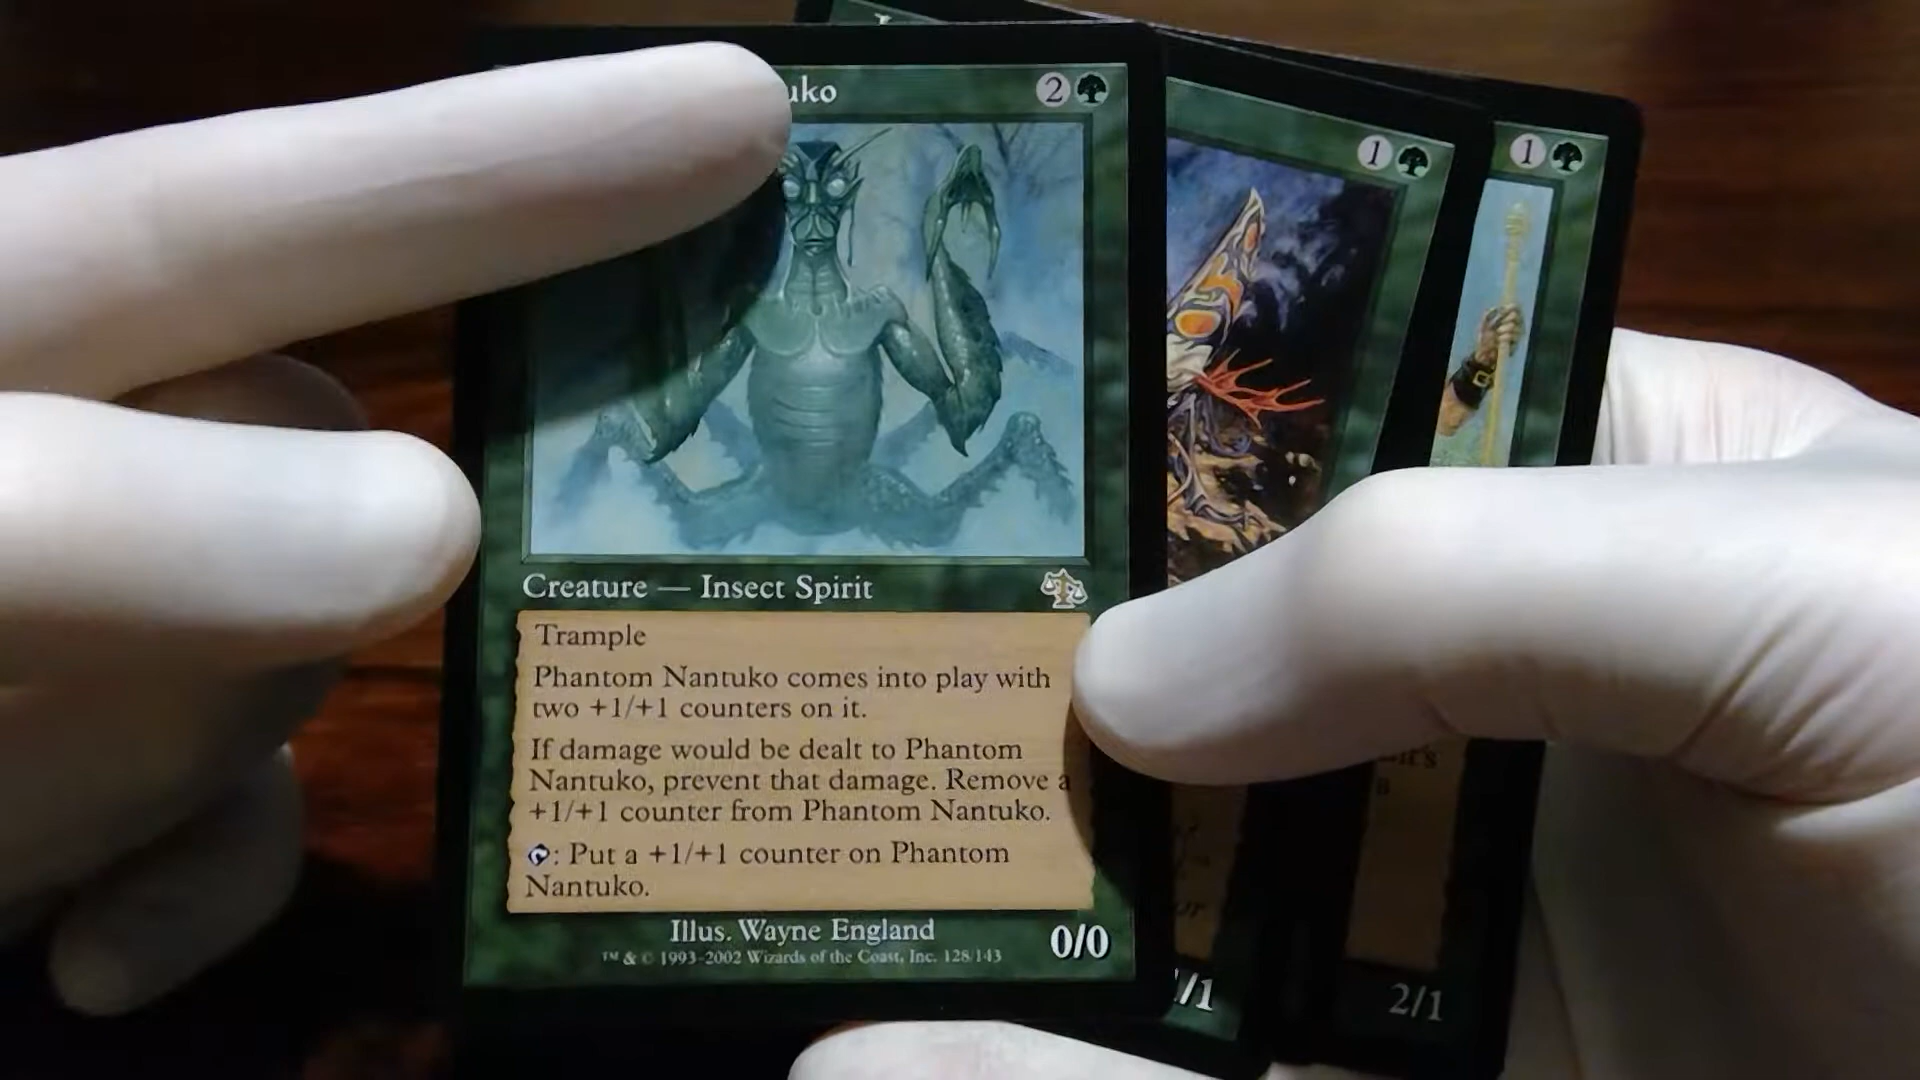 uko
2
Creature — Insect Spirit
Trample
Phantom Nantuko comes into play with
two +1/+1 counters on it.
If damage would be dealt to Phantom
Nantuko, prevent that damage. Remove a
+1/+1 counter from Phantom Nantuko.
: Put a +1/+1 counter on Phantom
Nantuko.
Illus. Wayne England
™ & © 1993–2002 Wizards of the Coast, Inc. 128/143
0/0
1
/1
1
2/1